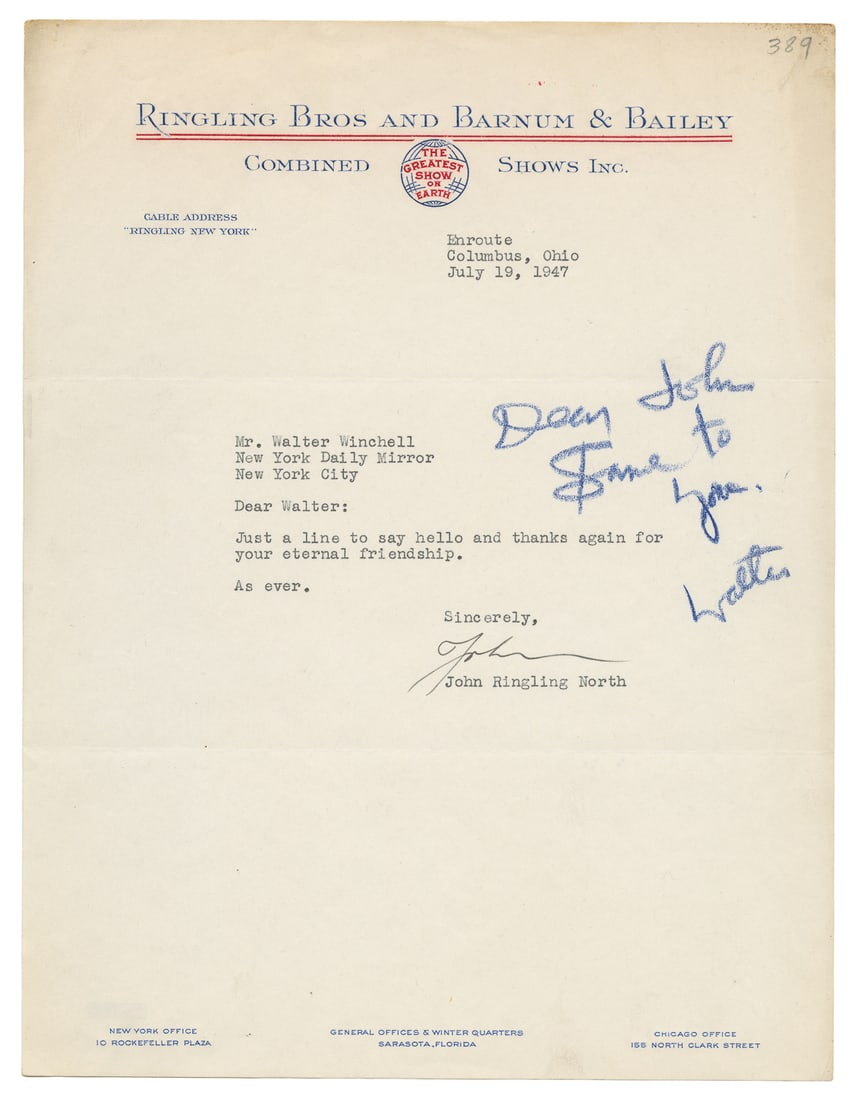 389
RINGLING BROS AND BARNUM & BAILEY
COMBINED SHOWS INC.
THE
GREATEST
SHOW
ON
EARTH
CABLE ADDRESS
"RINGLING NEW YORK"
Enroute
Columbus, Ohio
July 19, 1947
Dear John
Same to
you.
Walter
Mr. Walter Winchell
New York Daily Mirror
New York City
Dear Walter:
Just a line to say hello and thanks again for
your eternal friendship.
As ever.
Sincerely,
John
John Ringling North
NEW YORK OFFICE
10 ROCKEFELLER PLAZA
GENERAL OFFICES & WINTER QUARTERS
SARASOTA, FLORIDA
CHICAGO OFFICE
155 NORTH CLARK STREET